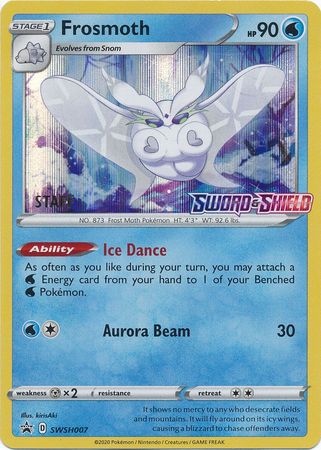 STAGE1 Frosmoth HP 90
Evolves from Snom
STAFF
SWORD & SHIELD
NO. 873 Frost Moth Pokémon HT: 4'3" WT: 92.6 lbs.
Ability Ice Dance
As often as you like during your turn, you may attach a
Energy card from your hand to 1 of your Benched
Pokémon.
Aurora Beam 30
weakness ×2 resistance retreat
Illus. kirisAki
It shows no mercy to any who desecrate fields
and mountains. It will fly around on its icy wings,
causing a blizzard to chase offenders away.
D SWSH007
©2020 Pokémon / Nintendo / Creatures / GAME FREAK